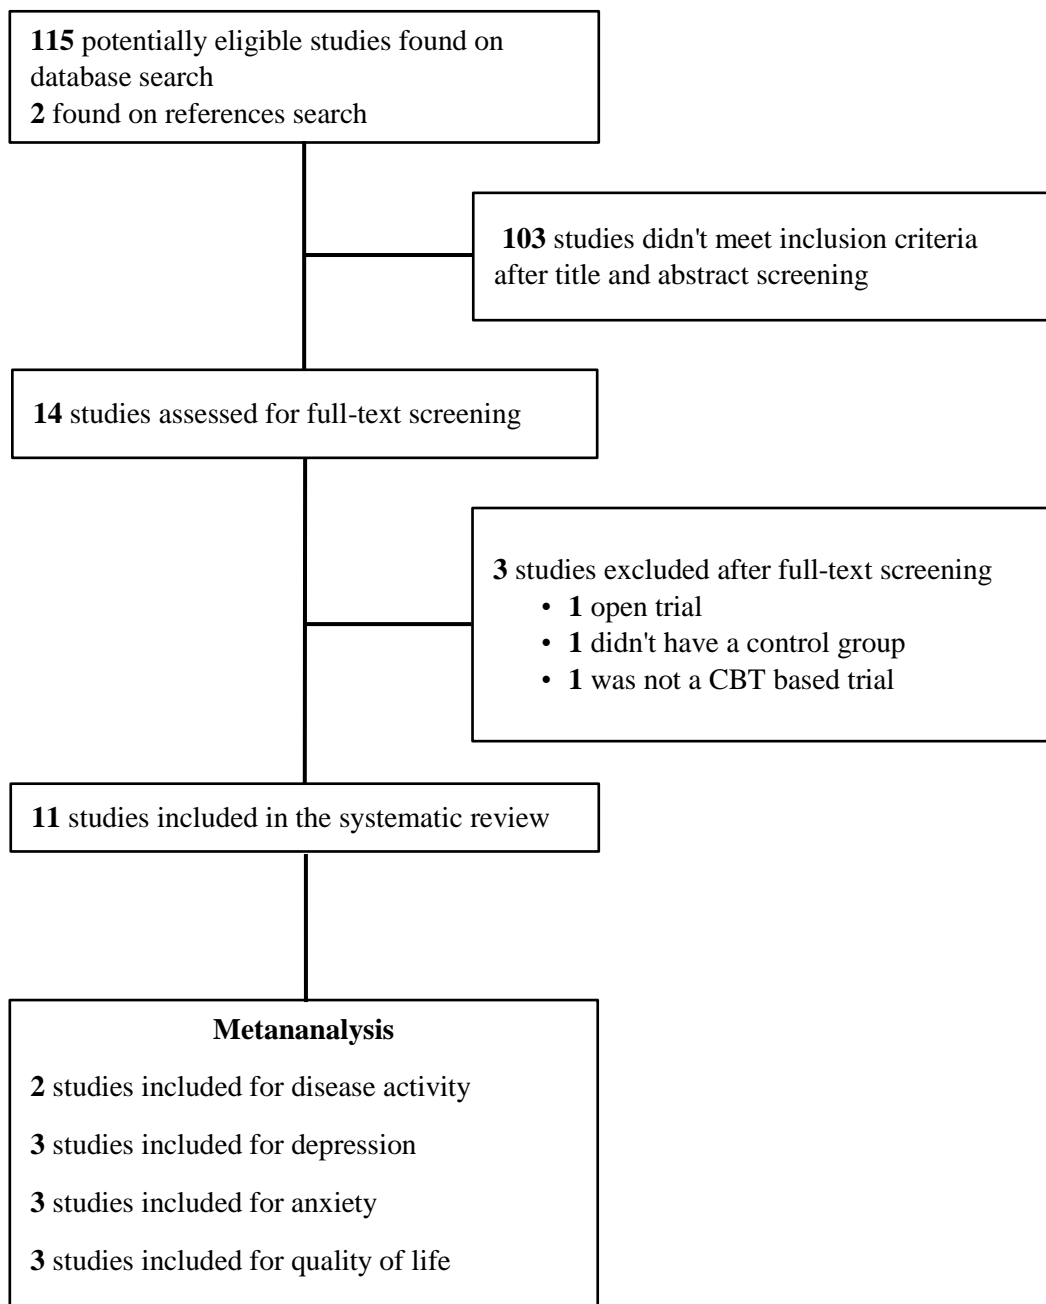 115 potentially eligible studies found on
database search
2 found on references search
103 studies didn't meet inclusion criteria
after title and abstract screening
14 studies assessed for full-text screening
3 studies excluded after full-text screening
• 1 open trial
• 1 didn't have a control group
• 1 was not a CBT based trial
11 studies included in the systematic review
Metananalysis
2 studies included for disease activity
3 studies included for depression
3 studies included for anxiety
3 studies included for quality of life